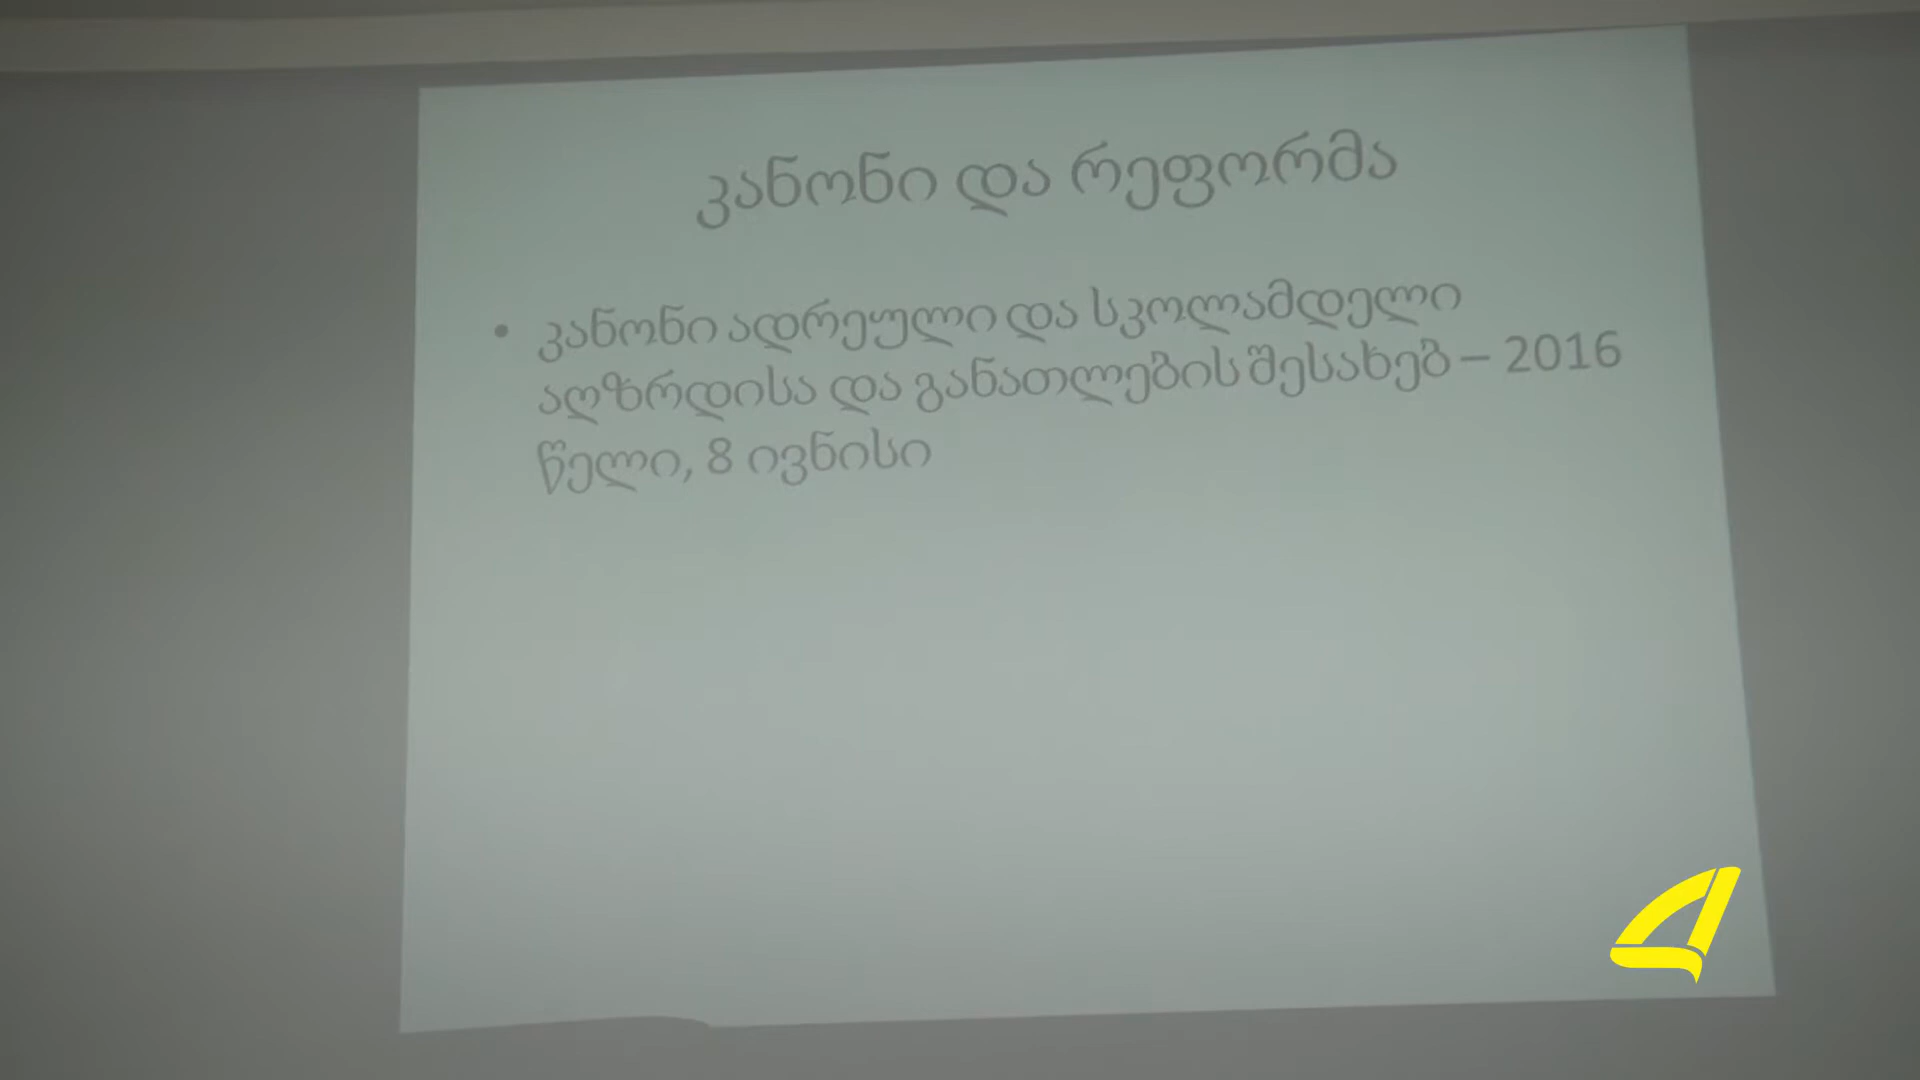 კანონი და რეფორმა
• კანონი ადრეული და სკოლამდელი
აღზრდისა და განათლების შესახებ – 2016
წელი, 8 ივნისი